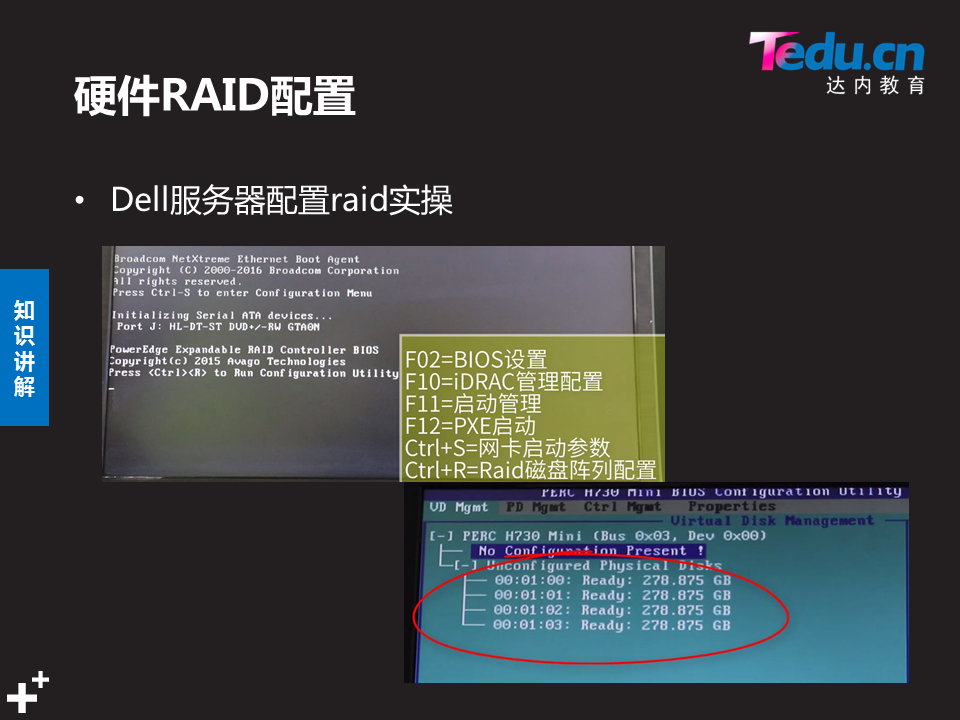 Tedu.cn
达内教育
硬件RAID配置
• Dell服务器配置raid实操
知识讲解
Broadcom NetXtreme Ethernet Boot Agent
Copyright (C) 2000-2016 Broadcom Corporation
All rights reserved.
Press Ctrl-S to enter Configuration Menu
Initializing Serial ATA devices...
Port J: HL-DT-ST DVD+/-RW GTA0N
PowerEdge Expandable RAID Controller BIOS
Copyright(c) 2015 Avago Technologies
Press <Ctrl><R> to Run Configuration Utility
F02=BIOS设置
F10=iDRAC管理配置
F11=启动管理
F12=PXE启动
Ctrl+S=网卡启动参数
Ctrl+R=Raid磁盘阵列配置
PERC H730 Mini BIOS Configuration Utility
VD Mgmt PD Mgmt Ctrl Mgmt Properties
Virtual Disk Management
[-] PERC H730 Mini (Bus 0x03, Dev 0x00)
No Configuration Present !
[-] Unconfigured Physical Disks
00:01:00: Ready: 278.875 GB
00:01:01: Ready: 278.875 GB
00:01:02: Ready: 278.875 GB
00:01:03: Ready: 278.875 GB